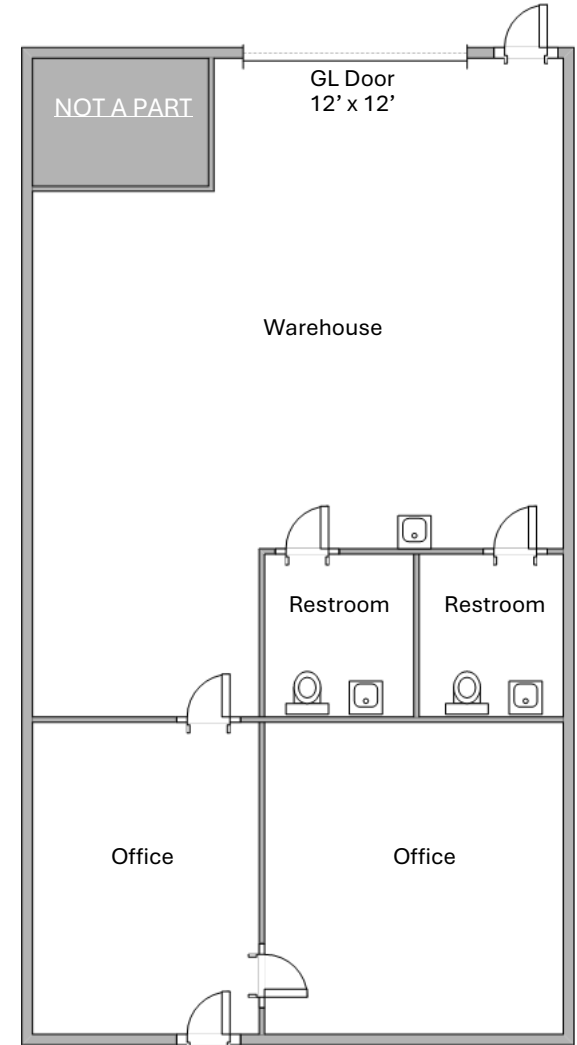 NOT A PART
GL Door
12’ x 12’
Warehouse
Restroom
Restroom
Office
Office